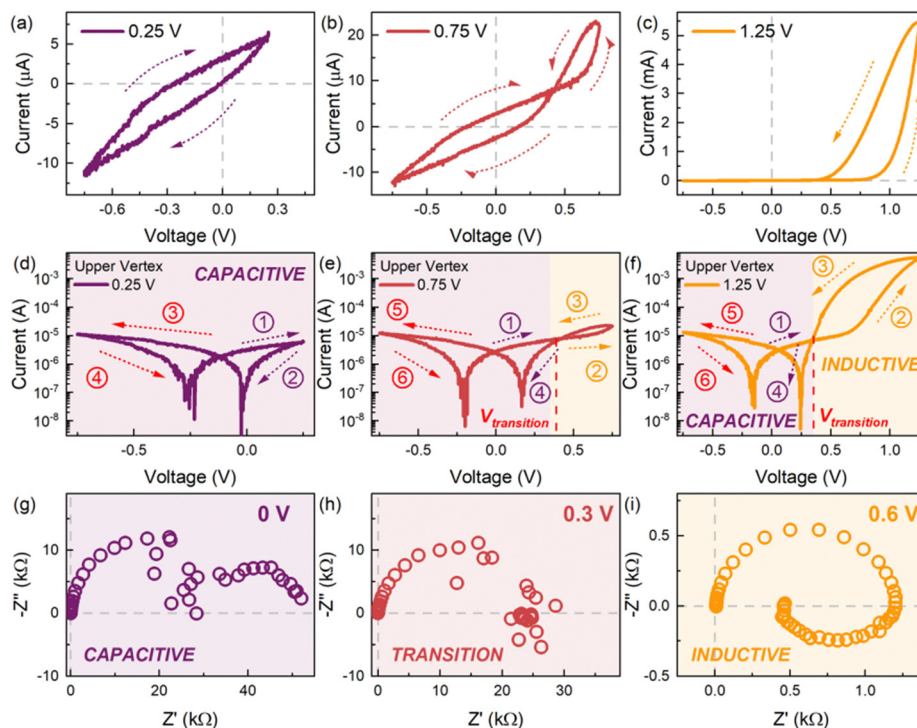 (a) 0.25 V
Current (μA)
5
0
-5
-10
-0.6 -0.3 0.0 0.3
Voltage (V)
(b) 0.75 V
Current (μA)
20
10
0
-10
-0.5 0.0 0.5
Voltage (V)
(c) 1.25 V
Current (mA)
5
4
3
2
1
0
0.0 0.5 1.0
Voltage (V)
(d) Upper Vertex
0.25 V
CAPACITIVE
Current (A)
10⁻³
10⁻⁴
10⁻⁵
10⁻⁶
10⁻⁷
10⁻⁸
③ ①
④ ②
-0.5 0.0
Voltage (V)
(e) Upper Vertex
0.75 V
Current (A)
10⁻³
10⁻⁴
10⁻⁵
10⁻⁶
10⁻⁷
10⁻⁸
⑤ ① ③
⑥ ④ ②
Vtransition
-0.5 0.0 0.5
Voltage (V)
(f) Upper Vertex
1.25 V
Current (A)
10⁻³
10⁻⁴
10⁻⁵
10⁻⁶
10⁻⁷
10⁻⁸
③
⑤ ① ②
INDUCTIVE
⑥ ④
CAPACITIVE Vtransition
-0.5 0.0 0.5 1.0
Voltage (V)
(g) 0 V
-Z'' (kΩ)
10
0
-10
CAPACITIVE
0 20 40
Z' (kΩ)
(h) 0.3 V
-Z'' (kΩ)
10
0
-10
TRANSITION
0 10 20 30
Z' (kΩ)
(i) 0.6 V
-Z'' (kΩ)
0.5
0.0
-0.5
INDUCTIVE
0.0 0.5 1.0
Z' (kΩ)